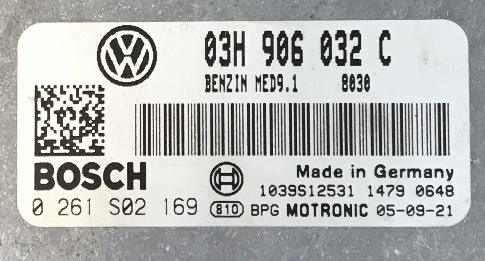 03H 906 032 C
BENZIN MED9.1 8030
BOSCH
Made in Germany
1039S12531 1479 0648
0 261 S02 169 810 BPG MOTRONIC 05-09-21